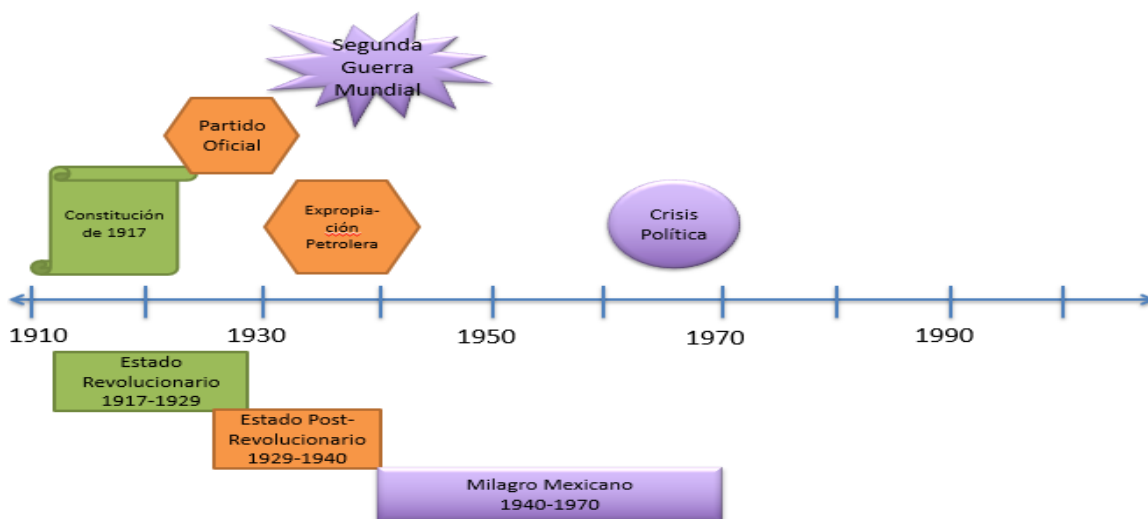 Segunda
Guerra
Mundial
Partido
Oficial
Constitución
de 1917
Expropia-
ción
Petrolera
Crisis
Política
1910
1930
1950
1970
1990
Estado
Revolucionario
1917-1929
Estado Post-
Revolucionario
1929-1940
Milagro Mexicano
1940-1970